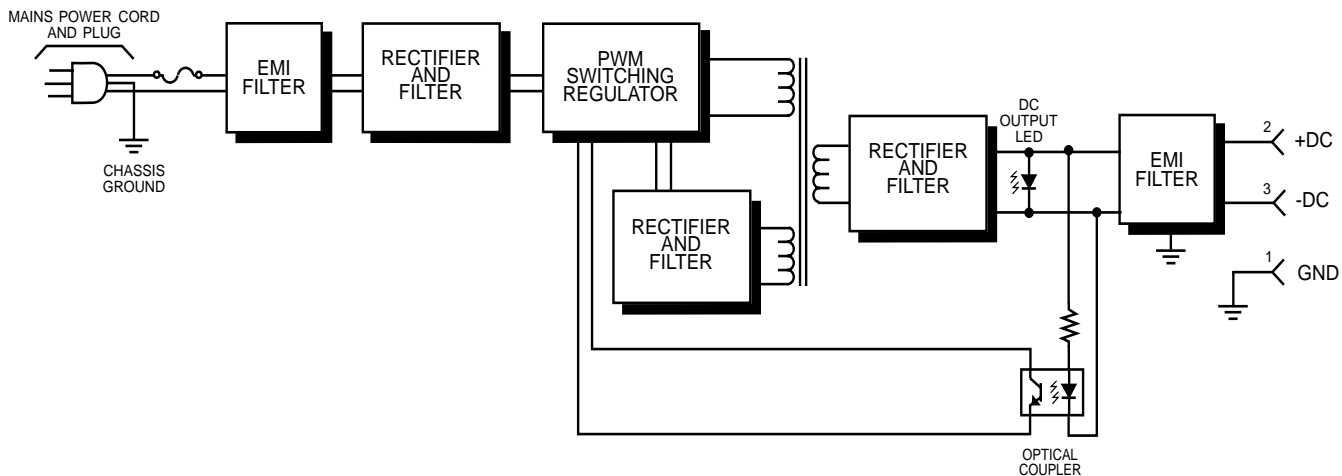 MAINS POWER CORD
AND PLUG
CHASSIS
GROUND
EMI
FILTER
RECTIFIER
AND
FILTER
PWM
SWITCHING
REGULATOR
RECTIFIER
AND
FILTER
RECTIFIER
AND
FILTER
DC
OUTPUT
LED
EMI
FILTER
2
+DC
3
-DC
1
GND
OPTICAL
COUPLER